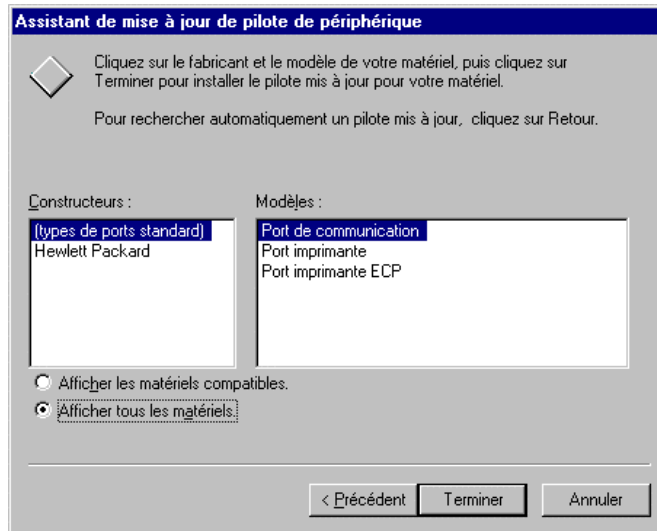 Assistant de mise à jour de pilote de périphérique
Cliquez sur le fabricant et le modèle de votre matériel, puis cliquez sur
Terminer pour installer le pilote mis à jour pour votre matériel.
Pour rechercher automatiquement un pilote mis à jour, cliquez sur Retour.
Constructeurs :
(types de ports standard)
Hewlett Packard
Modèles :
Port de communication
Port imprimante
Port imprimante ECP
Afficher les matériels compatibles.
Afficher tous les matériels.
< Précédent
Terminer
Annuler